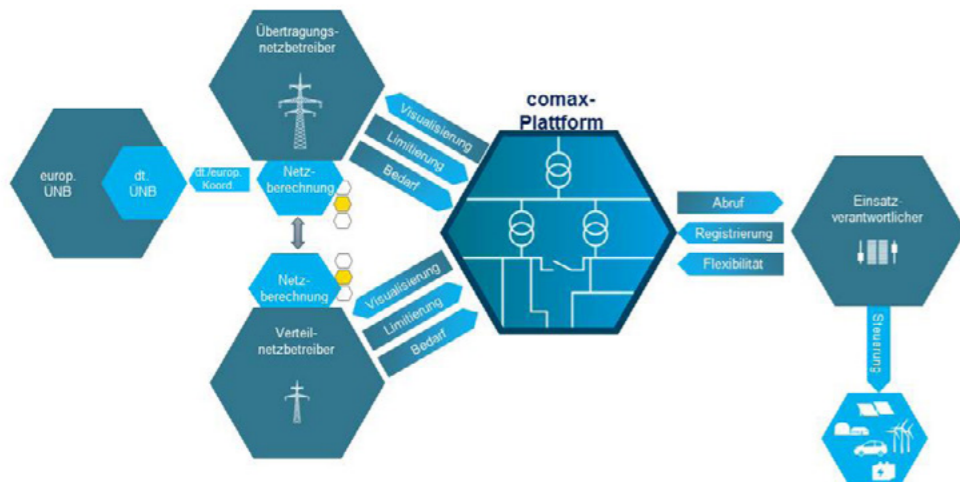 Übertragungs-
netzbetreiber
Visualisierung
Limitierung
Bedarf
comax-
Plattform
europ.
ÜNB
dt.
ÜNB
dt./europ.
Koord.
Netz-
berechnung
Netz-
berechnung
Visualisierung
Limitierung
Bedarf
Verteil-
netzbetreiber
Abruf
Registrierung
Flexibilität
Einsatz-
verantwortlicher
Steuerung